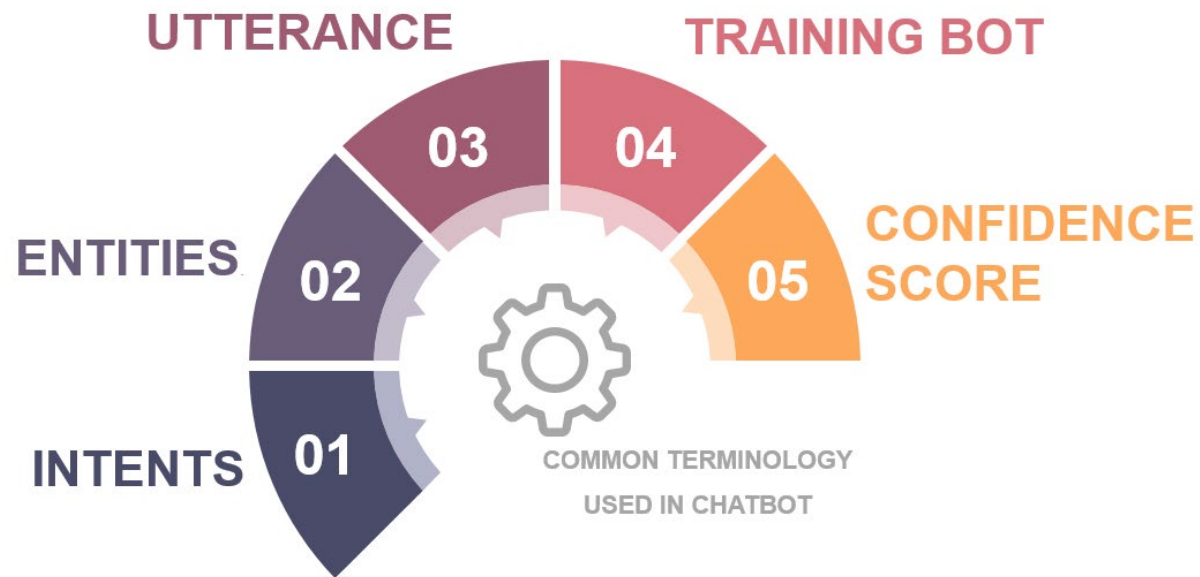 UTTERANCE
TRAINING BOT
03
04
ENTITIES
02
CONFIDENCE
SCORE
05
INTENTS
01
COMMON TERMINOLOGY
USED IN CHATBOT